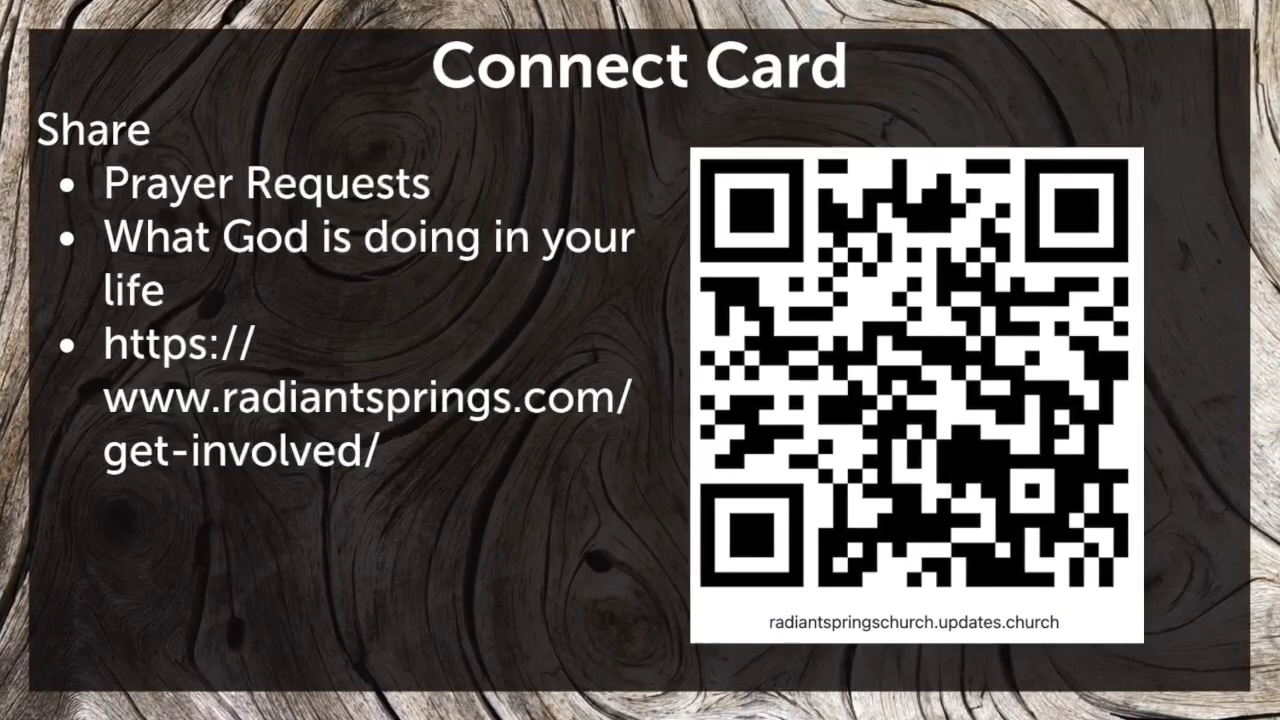 Connect Card
Share
• Prayer Requests
• What God is doing in your
life
• https://
www.radiantsprings.com/
get-involved/
radiantspringschurch.updates.church